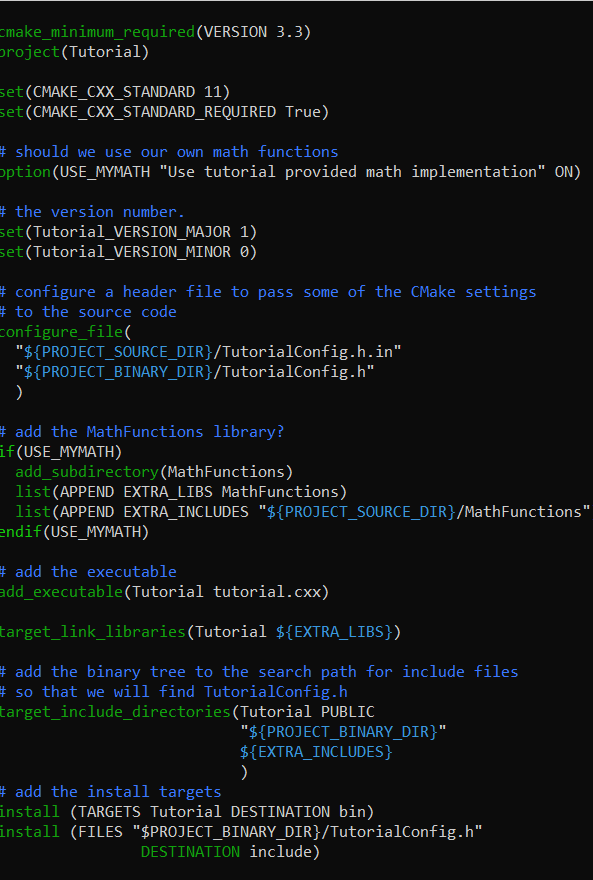 cmake_minimum_required(VERSION 3.3)
project(Tutorial)
set(CMAKE_CXX_STANDARD 11)
set(CMAKE_CXX_STANDARD_REQUIRED True)
# should we use our own math functions
option(USE_MYMATH "Use tutorial provided math implementation" ON)
# the version number.
set(Tutorial_VERSION_MAJOR 1)
set(Tutorial_VERSION_MINOR 0)
# configure a header file to pass some of the CMake settings
# to the source code
configure_file(
  "${PROJECT_SOURCE_DIR}/TutorialConfig.h.in"
  "${PROJECT_BINARY_DIR}/TutorialConfig.h"
  )
# add the MathFunctions library?
if(USE_MYMATH)
  add_subdirectory(MathFunctions)
  list(APPEND EXTRA_LIBS MathFunctions)
  list(APPEND EXTRA_INCLUDES "${PROJECT_SOURCE_DIR}/MathFunctions"
endif(USE_MYMATH)
# add the executable
add_executable(Tutorial tutorial.cxx)
target_link_libraries(Tutorial ${EXTRA_LIBS})
# add the binary tree to the search path for include files
# so that we will find TutorialConfig.h
target_include_directories(Tutorial PUBLIC
                           "${PROJECT_BINARY_DIR}"
                           ${EXTRA_INCLUDES}
                           )
# add the install targets
install (TARGETS Tutorial DESTINATION bin)
install (FILES "$PROJECT_BINARY_DIR}/TutorialConfig.h"
                DESTINATION include)